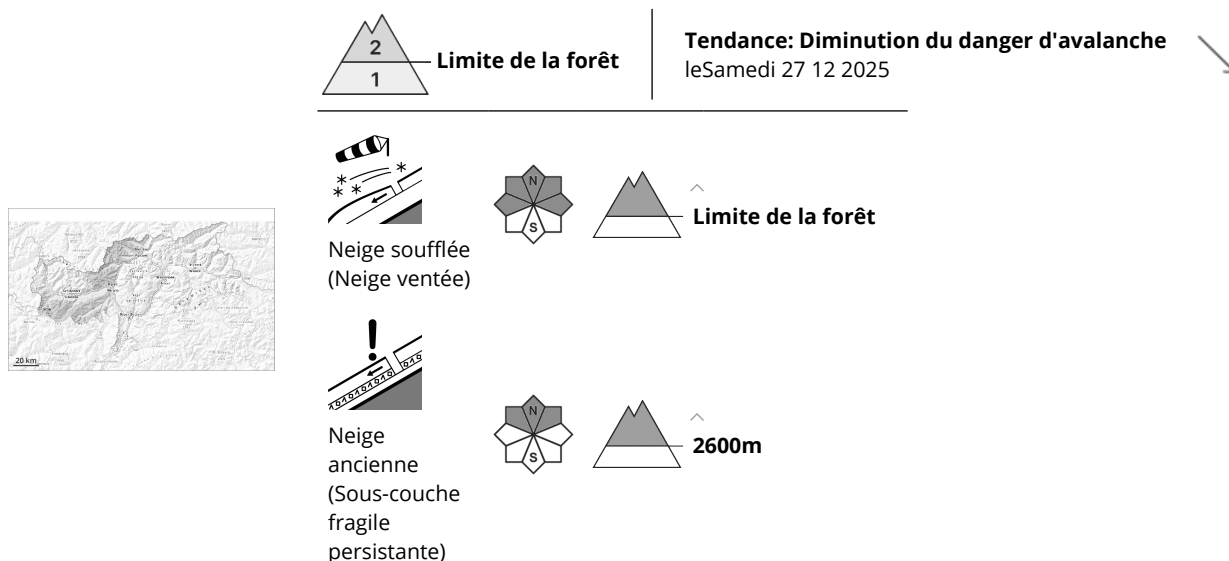 2
1
Limite de la forêt
Tendance: Diminution du danger d'avalanche
leSamedi 27 12 2025
N
S
Limite de la forêt
Neige soufflée
(Neige ventée)
20 km
N
S
2600m
Neige
ancienne
(Sous-couche
fragile
persistante)